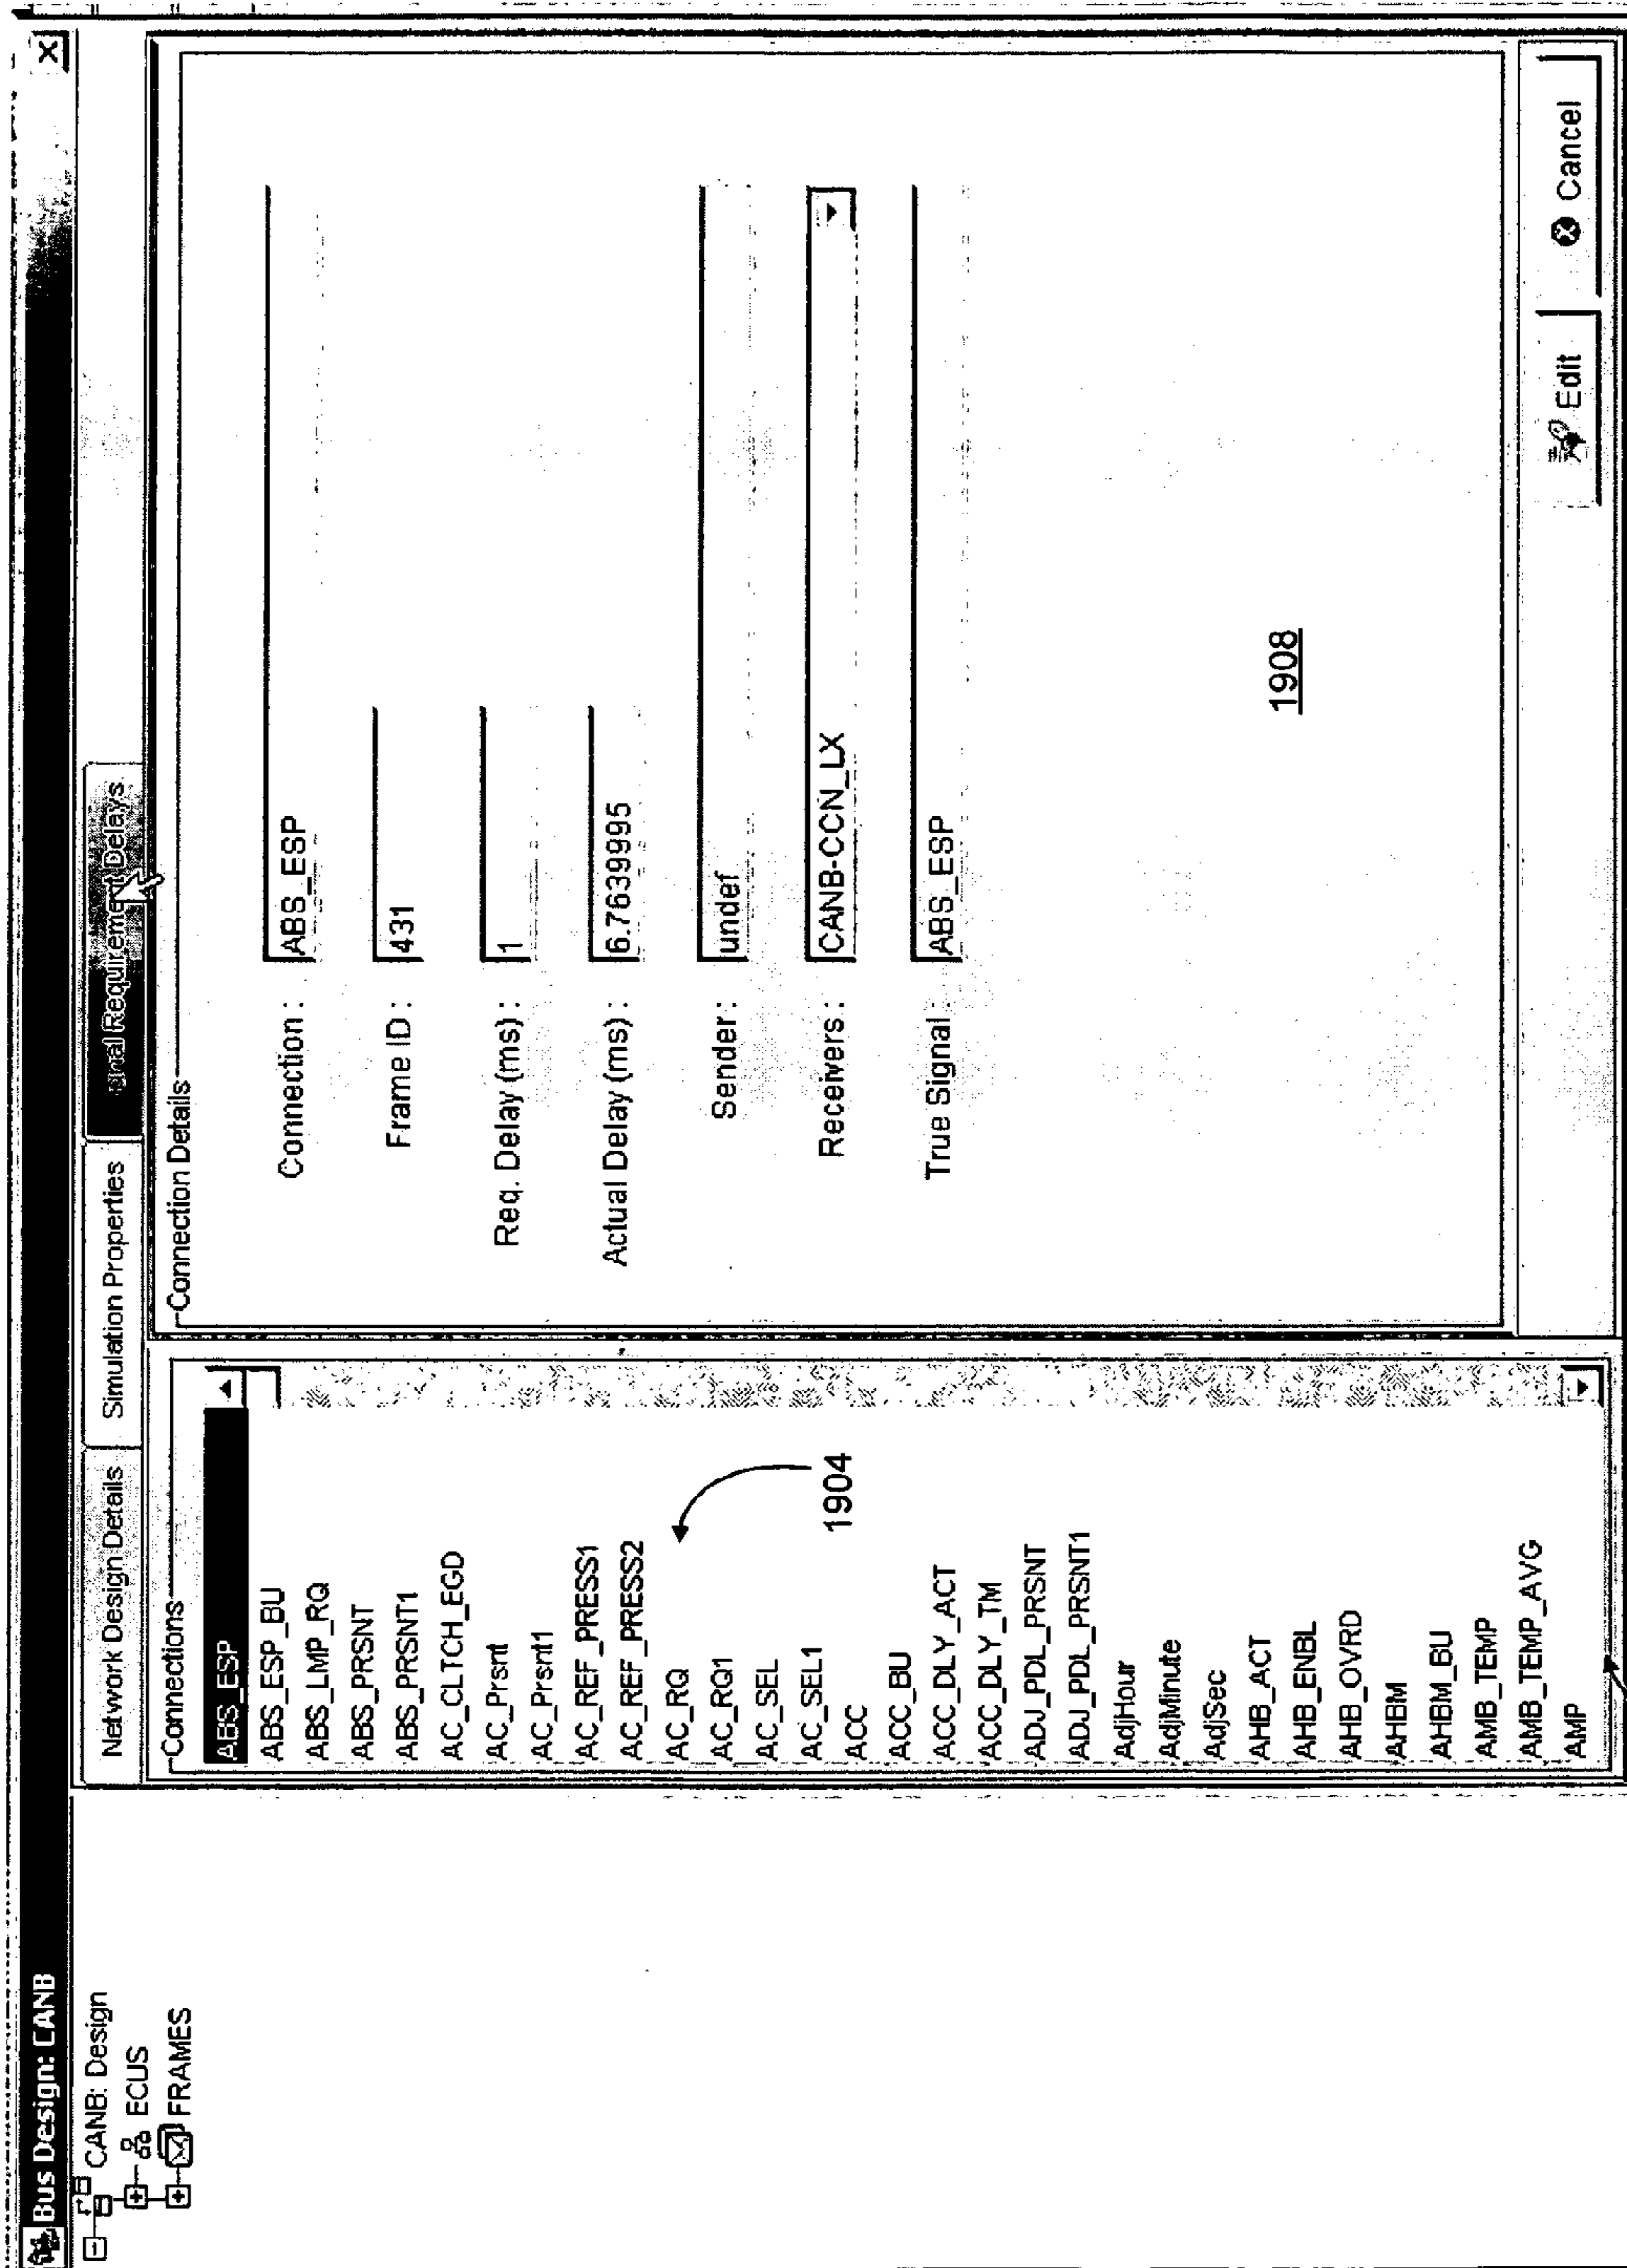 Bus Design: CANB
X
CANB: Design
ECUS
FRAMES
Network Design Details
Simulation Properties
Requirement Delays
Connections
ABS_ESP
ABS_ESP_BU
ABS_LMP_RQ
ABS_PRSNT
ABS_PRSNT1
AC_CLTCH_EGD
AC_Prsnt
AC_Prsnt1
AC_REF_PRESS1
AC_REF_PRESS2
AC_RQ
AC_RQ1
AC_SEL
AC_SEL1
ACC
ACC_BU
ACC_DLY_ACT
ACC_DLY_TM
ADJ_PDL_PRSNT
ADJ_PDL_PRSNT1
AdjHour
AdjMinute
AdjSec
AHB_ACT
AHB_ENBL
AHB_OVRD
AHBM
AHBM_BU
AMB_TEMP
AMB_TEMP_AVG
AMP
1904
Connection Details
Connection : ABS_ESP
Frame ID : 431
Req. Delay (ms) : 1
Actual Delay (ms) : 6.7639995
Sender : undef
Receivers : CANB-CCN_LX
True Signal : ABS_ESP
1908
Edit
Cancel